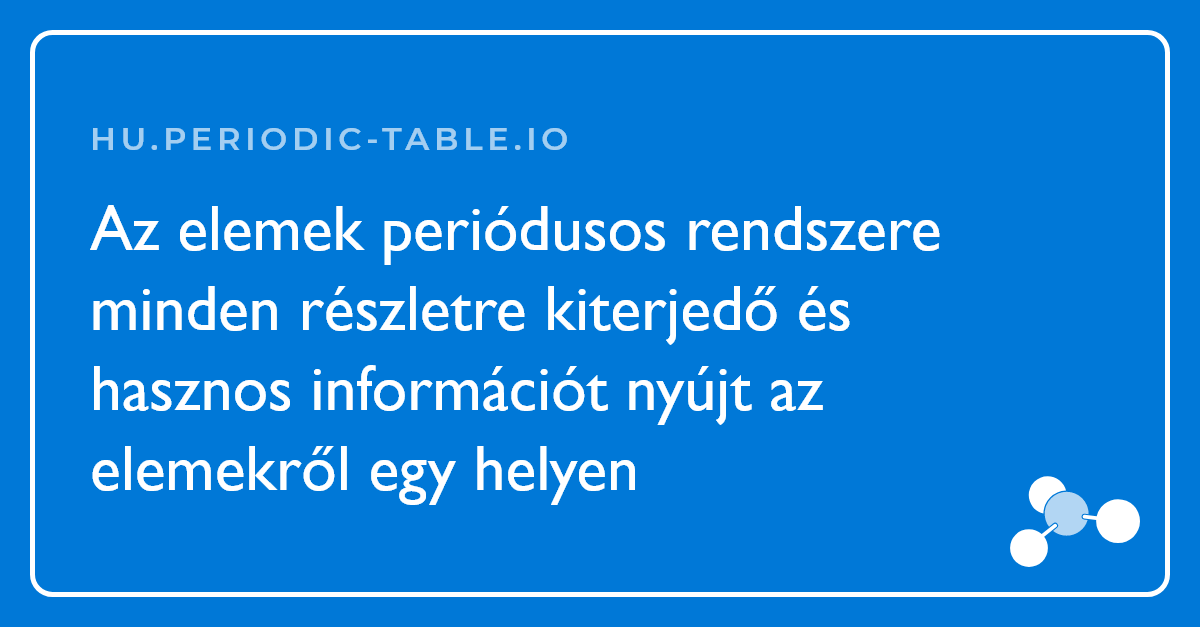 HU.PERIODIC-TABLE.IO
Az elemek periódusos rendszere
minden részletre kiterjedő és
hasznos információt nyújt az
elemekről egy helyen